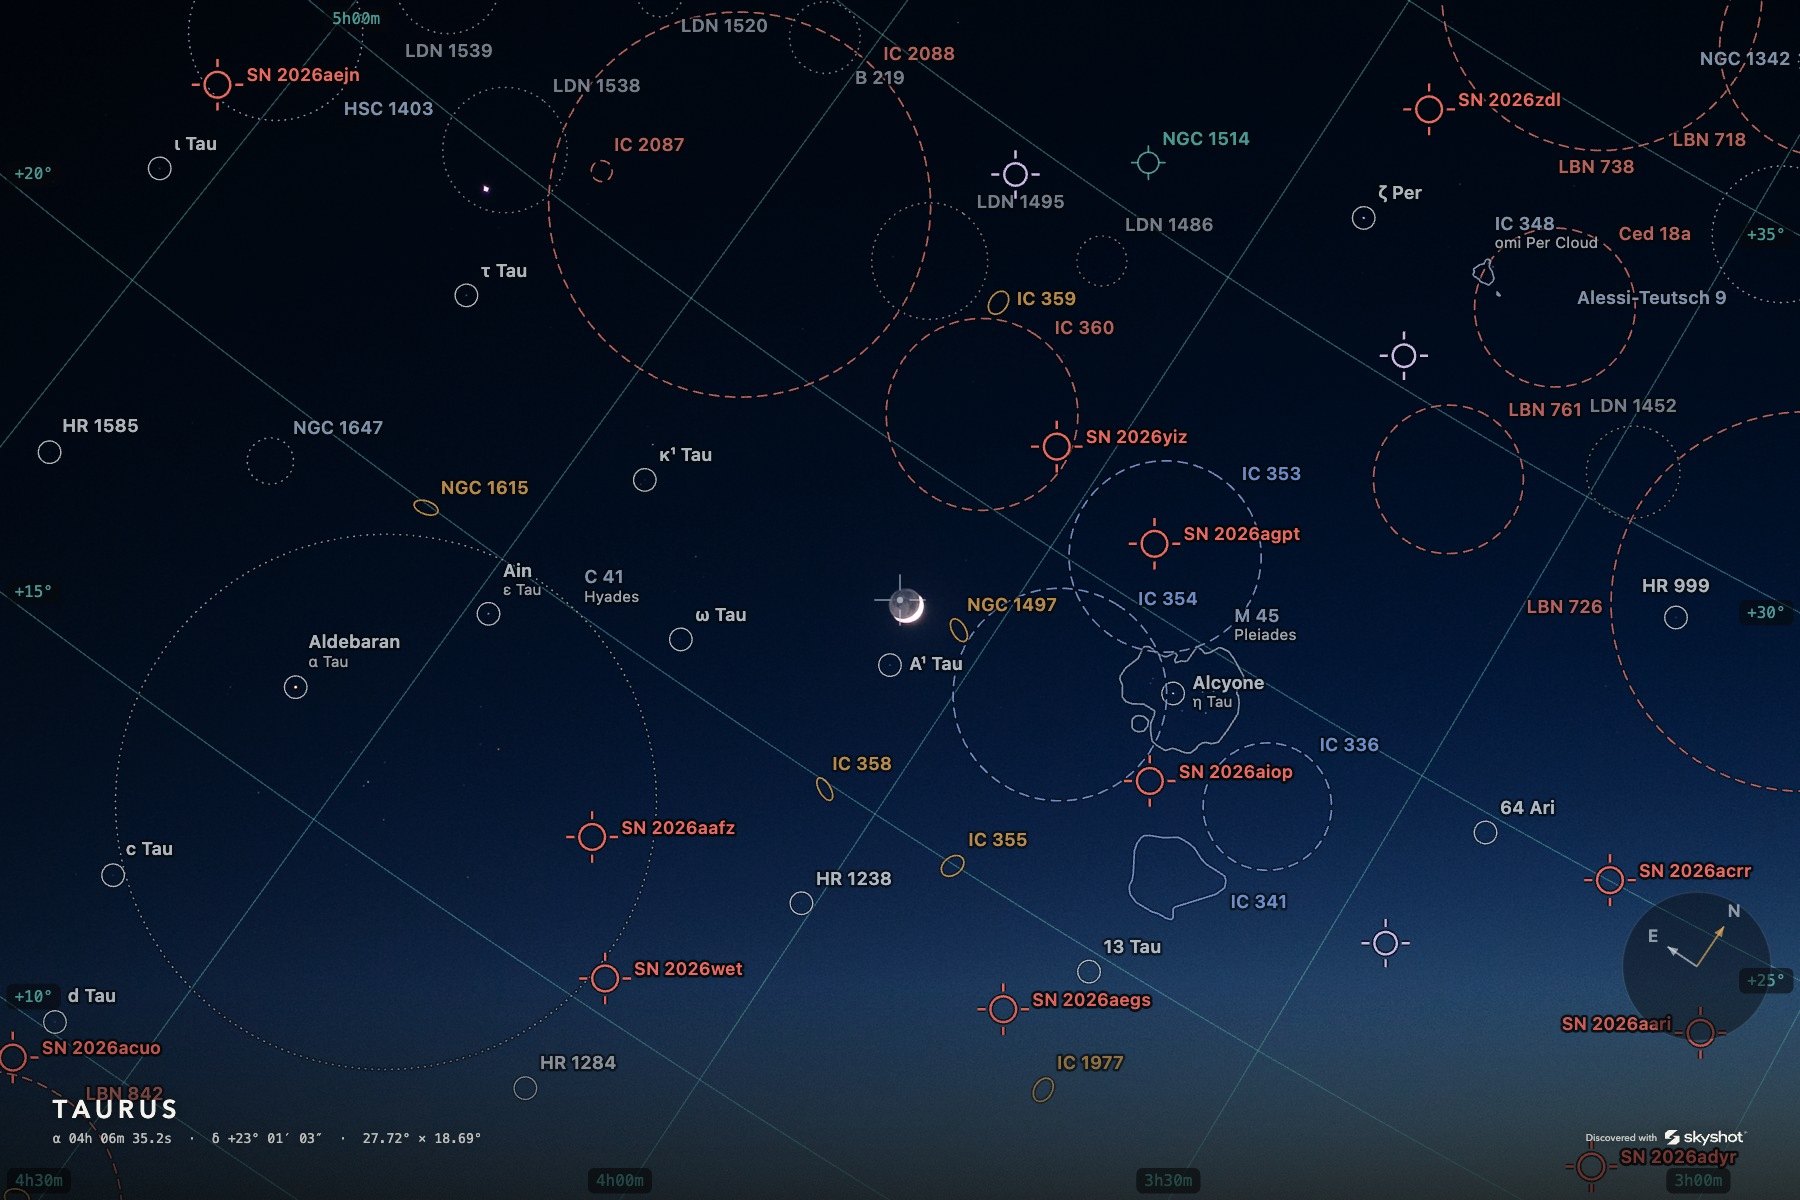 5h00m
LDN 1520
LDN 1539
IC 2088
NGC 1342
SN 2026aejn
B 219
LDN 1538
HSC 1403
SN 2026zdl
ι Tau
IC 2087
NGC 1514
LBN 718
LBN 738
+20°
ζ Per
LDN 1495
LDN 1486
IC 348
omi Per Cloud
Ced 18a
+35°
τ Tau
IC 359
Alessi-Teutsch 9
IC 360
HR 1585
NGC 1647
LBN 761
LDN 1452
SN 2026yiz
κ¹ Tau
IC 353
NGC 1615
SN 2026agpt
Ain
ε Tau
C 41
Hyades
+15°
HR 999
IC 354
NGC 1497
LBN 726
+30°
ω Tau
M 45
Pleiades
Aldebaran
α Tau
A¹ Tau
Alcyone
η Tau
IC 336
IC 358
SN 2026aiop
64 Ari
SN 2026aafz
IC 355
c Tau
SN 2026acrr
HR 1238
IC 341
N
E
13 Tau
SN 2026wet
+25°
+10°
d Tau
SN 2026aegs
SN 2026aari
SN 2026acuo
HR 1284
IC 1977
LBN 842
TAURUS
α 04h 06m 35.2s · δ +23° 01′ 03″ · 27.72° × 18.69°
Discovered with skyshot
SN 2026adyr
4h30m
4h00m
3h30m
3h00m